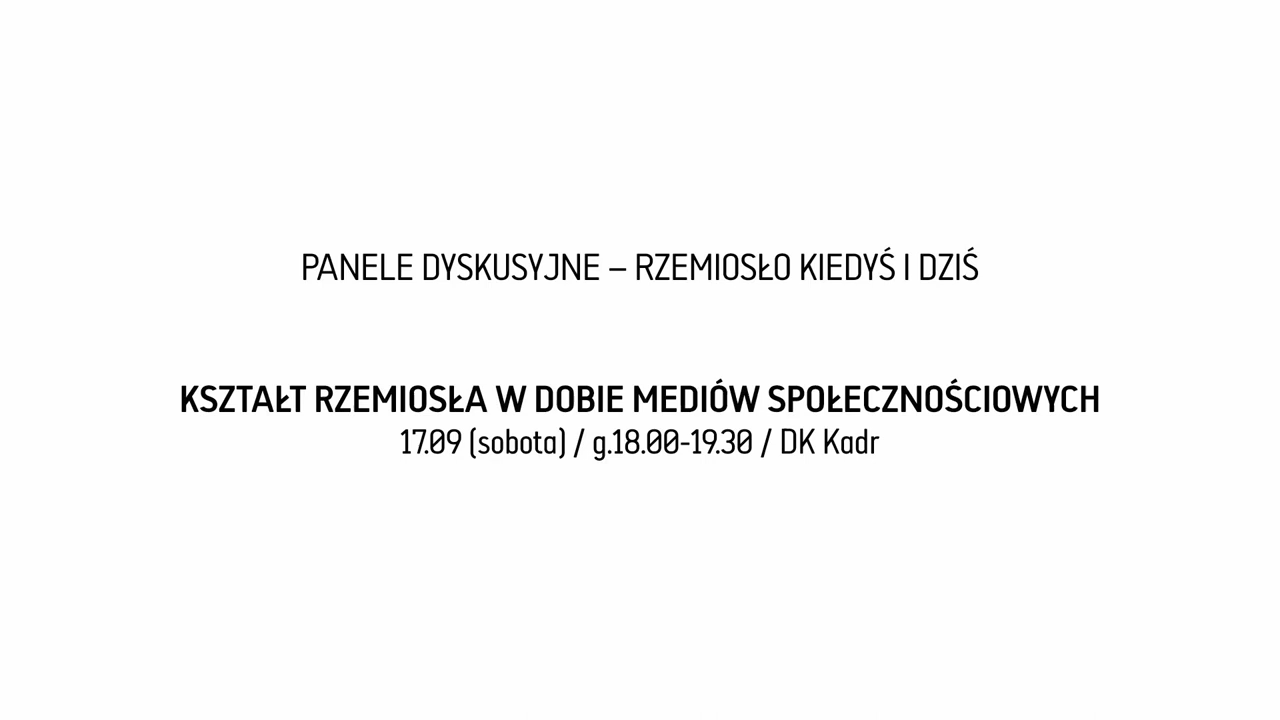 PANELE DYSKUSYJNE – RZEMIOSŁO KIEDYŚ I DZIŚ
KSZTAŁT RZEMIOSŁA W DOBIE MEDIÓW SPOŁECZNOŚCIOWYCH
17.09 (sobota) / g.18.00-19.30 / DK Kadr